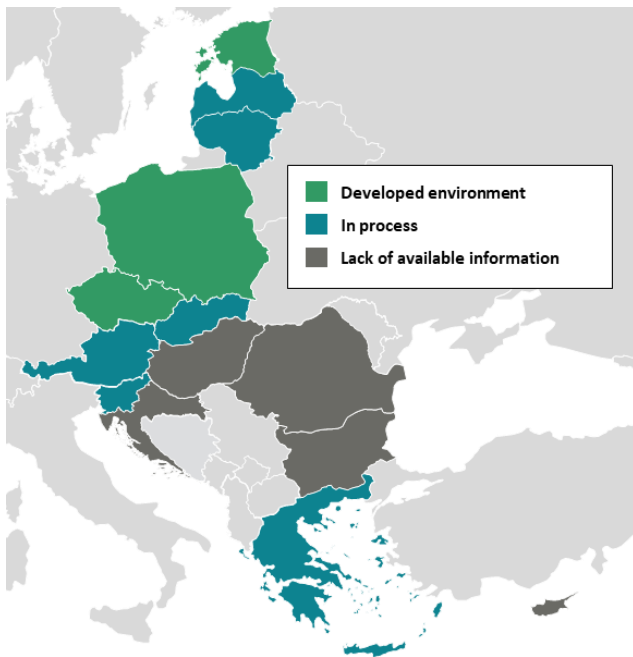 Developed environment
In process
Lack of available information